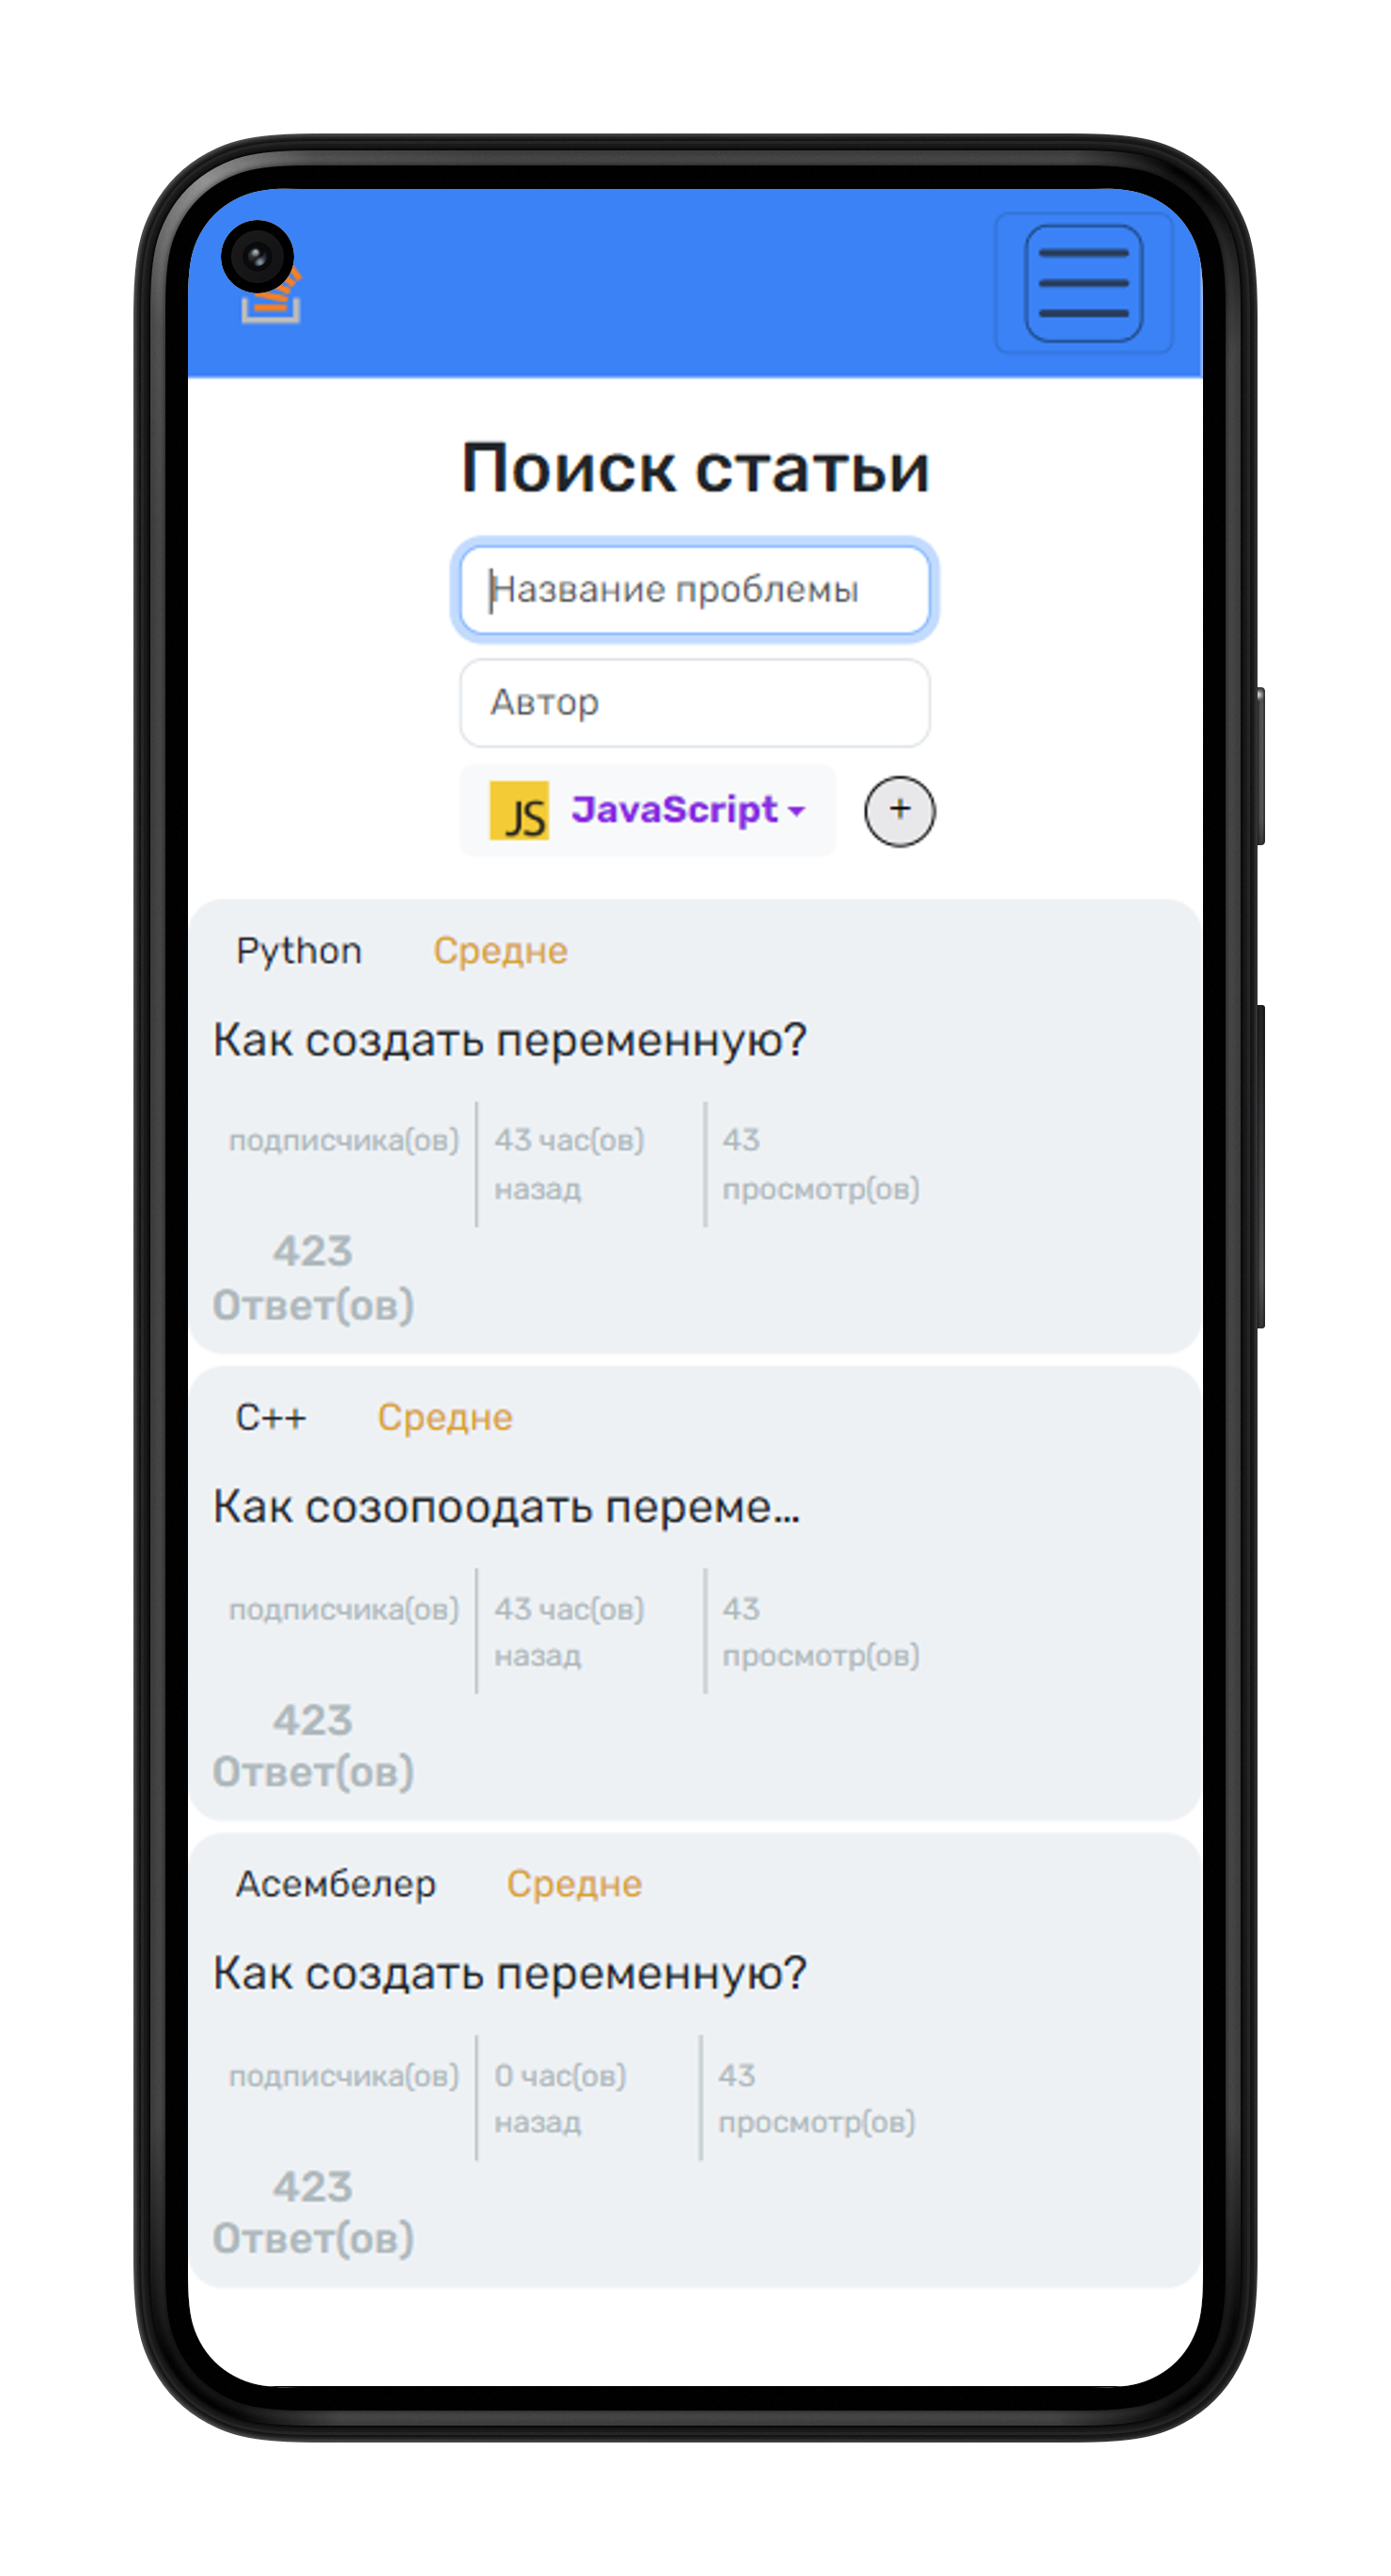 Поиск статьи
Название проблемы
Автор
JS JavaScript
+
Python Средне
Как создать переменную?
подписчика(ов) 43 час(ов) 43
назад просмотр(ов)
423
Ответ(ов)
C++ Средне
Как созопоодать переме...
подписчика(ов) 43 час(ов) 43
назад просмотр(ов)
423
Ответ(ов)
Асембелер Средне
Как создать переменную?
подписчика(ов) 0 час(ов) 43
назад просмотр(ов)
423
Ответ(ов)